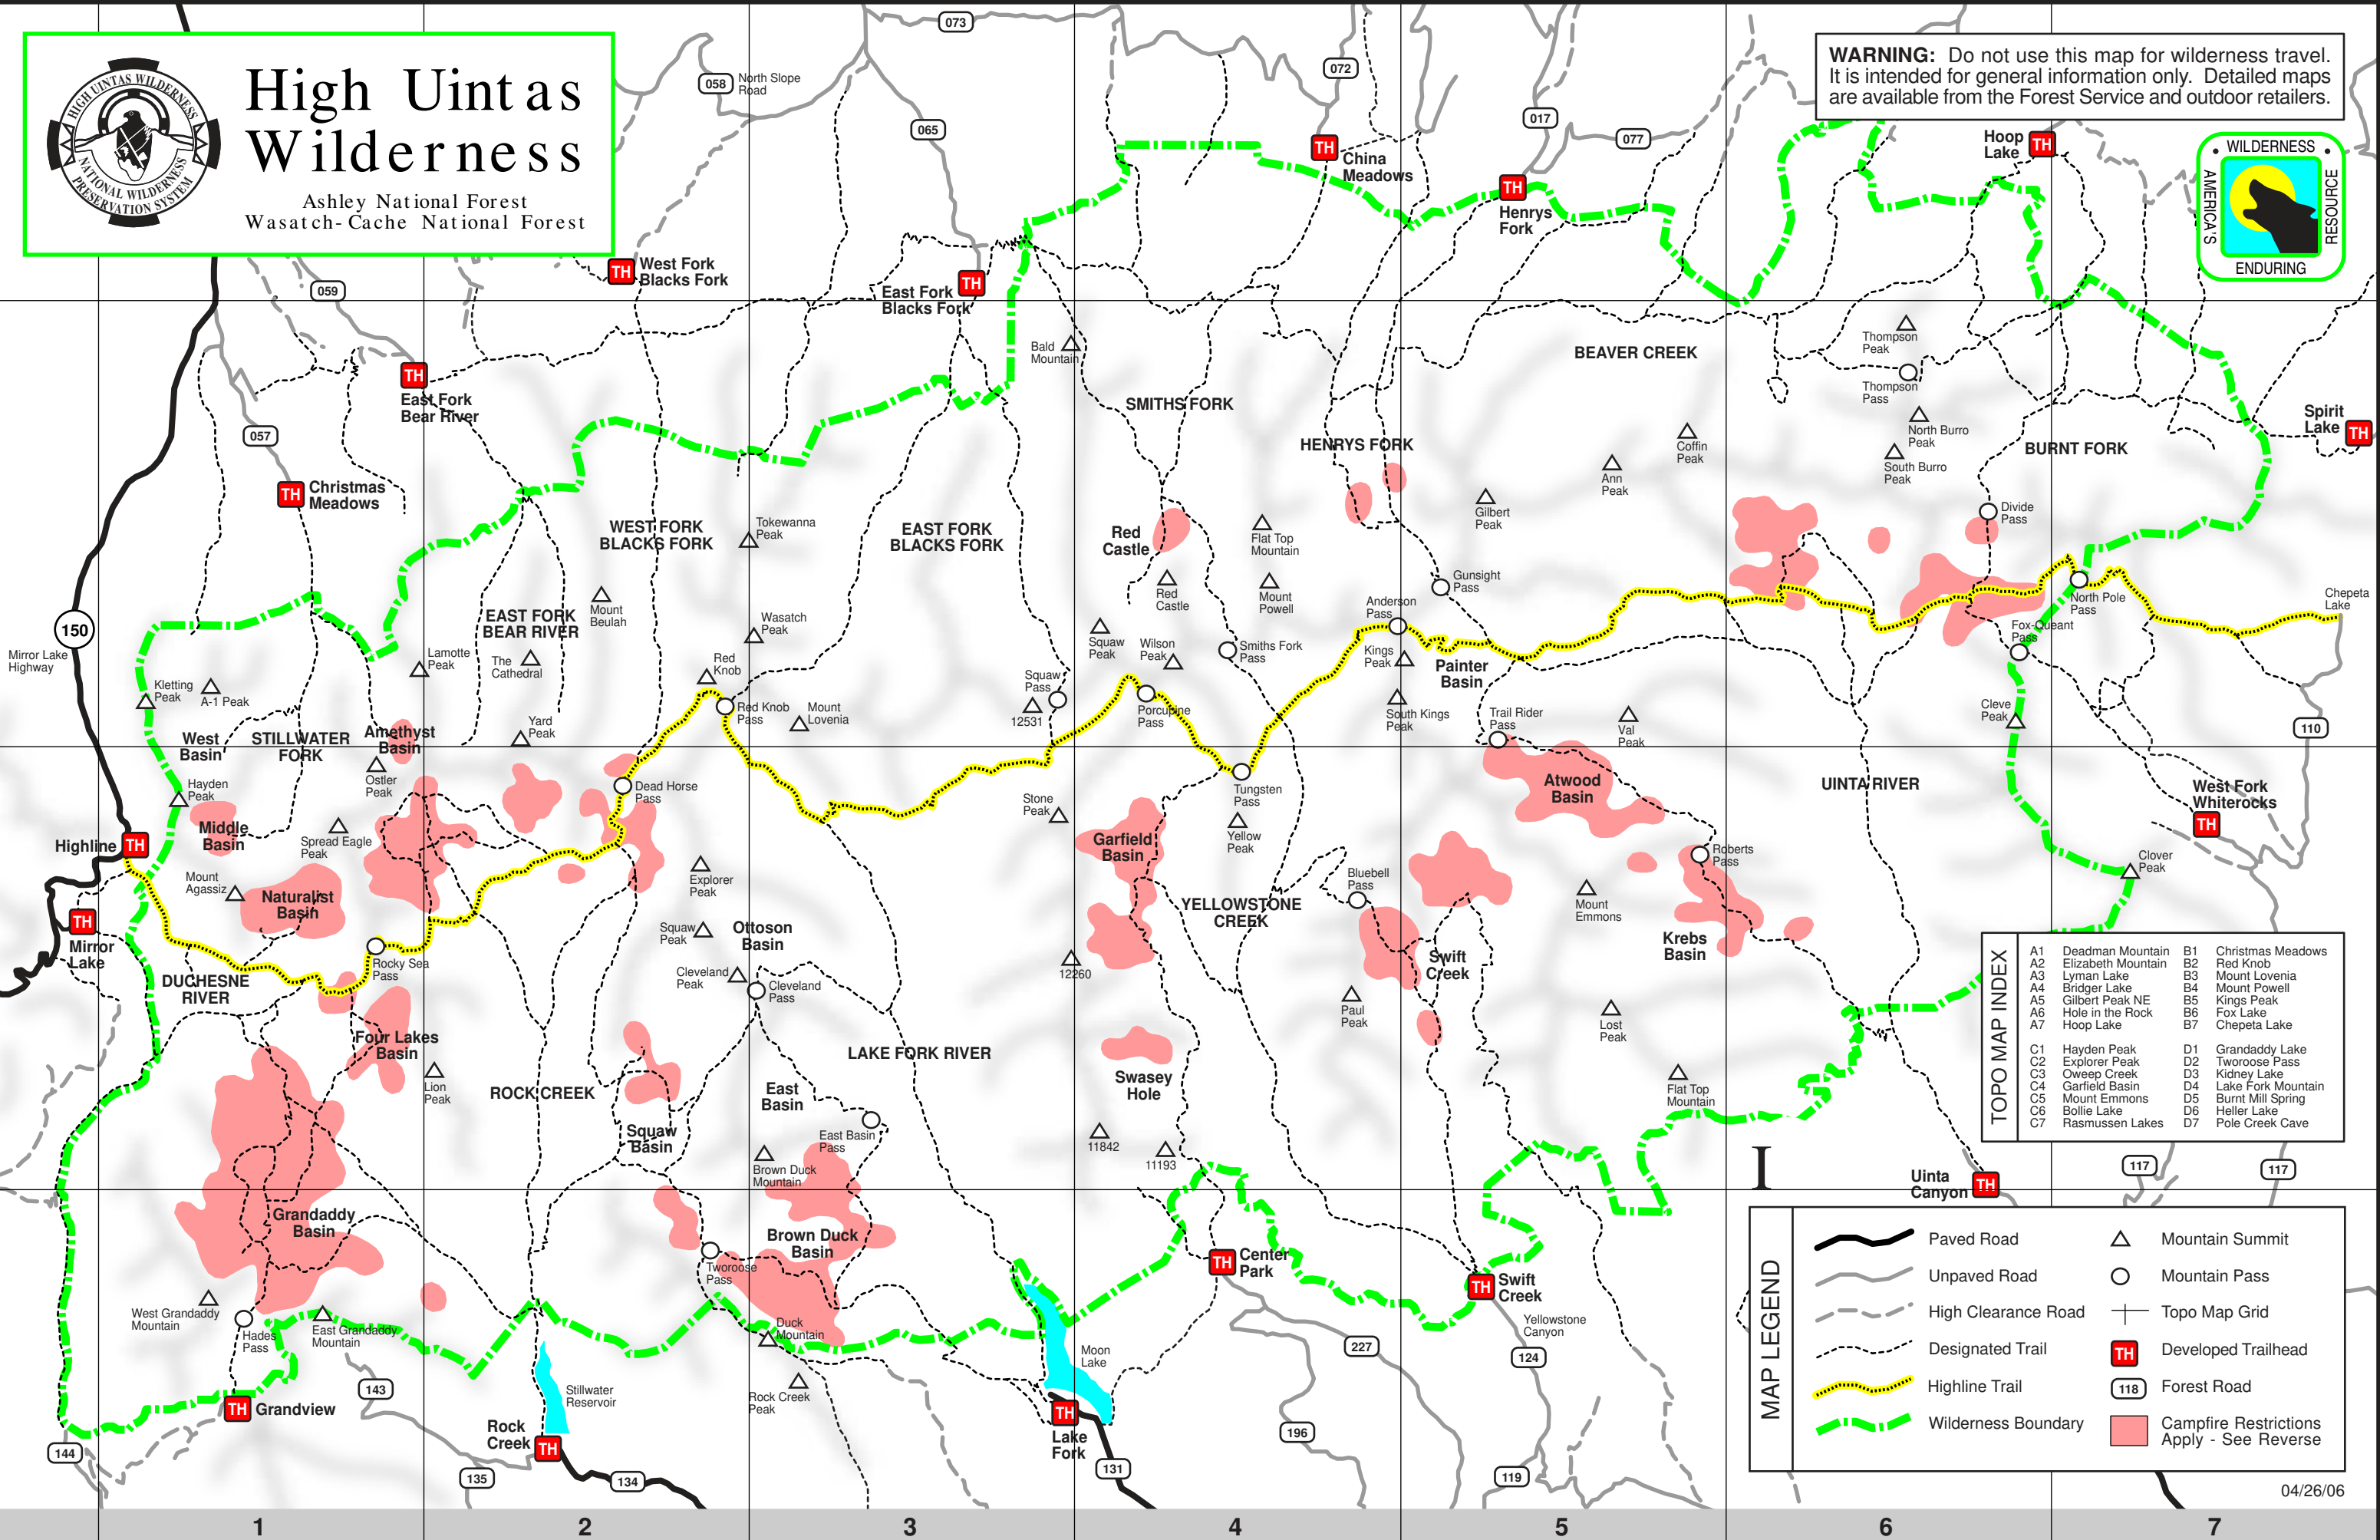 High Uintas
Wilderness
Ashley National Forest
Wasatch-Cache National Forest
HIGH UINTAS WILDERNESS
NATIONAL WILDERNESS
PRESERVATION SYSTEM
WARNING: Do not use this map for wilderness travel.
It is intended for general information only. Detailed maps
are available from the Forest Service and outdoor retailers.
WILDERNESS
AMERICA'S
RESOURCE
ENDURING
073
058
North Slope
Road
065
072
017
077
TH
China
Meadows
TH
Henrys
Fork
Hoop
Lake
TH
TH
West Fork
Blacks Fork
East Fork
Blacks Fork
TH
059
TH
East Fork
Bear River
057
TH
Christmas
Meadows
Bald
Mountain
SMITHS FORK
HENRYS FORK
BEAVER CREEK
Thompson
Peak
Thompson
Pass
North Burro
Peak
South Burro
Peak
BURNT FORK
Spirit
Lake
TH
Coffin
Peak
Ann
Peak
Gilbert
Peak
Divide
Pass
WEST FORK
BLACKS FORK
Tokewanna
Peak
EAST FORK
BLACKS FORK
Red
Castle
Flat Top
Mountain
Red
Castle
Mount
Powell
Gunsight
Pass
Anderson
Pass
North Pole
Pass
Chepeta
Lake
150
Mirror Lake
Highway
EAST FORK
BEAR RIVER
Mount
Beulah
Wasatch
Peak
Squaw
Peak
Wilson
Peak
Smiths Fork
Pass
Kings
Peak
Painter
Basin
Fox-Queant
Pass
Lamotte
Peak
The
Cathedral
Red
Knob
Squaw
Pass
12531
Kletting
Peak
A-1 Peak
Red Knob
Pass
Mount
Lovenia
Porcupine
Pass
South Kings
Peak
Trail Rider
Pass
Val
Peak
Cleve
Peak
110
West
Basin
STILLWATER
FORK
Amethyst
Basin
Yard
Peak
Hayden
Peak
Ostler
Peak
Dead Horse
Pass
Stone
Peak
Tungsten
Pass
Atwood
Basin
UINTA RIVER
West Fork
Whiterocks
TH
Highline
TH
Middle
Basin
Spread Eagle
Peak
Garfield
Basin
Yellow
Peak
Roberts
Pass
Clover
Peak
Mount
Agassiz
Naturalist
Basin
Explorer
Peak
Bluebell
Pass
Mount
Emmons
TH
Mirror
Lake
Squaw
Peak
Ottoson
Basin
YELLOWSTONE
CREEK
Krebs
Basin
DUCHESNE
RIVER
Rocky Sea
Pass
Cleveland
Peak
Cleveland
Pass
12260
Swift
Creek
Paul
Peak
Lost
Peak
Four Lakes
Basin
Lion
Peak
ROCK CREEK
LAKE FORK RIVER
East
Basin
Swasey
Hole
Flat Top
Mountain
Squaw
Basin
East Basin
Pass
Brown Duck
Mountain
11842
11193
Uinta
Canyon
TH
117
117
Grandaddy
Basin
Brown Duck
Basin
Tworoose
Pass
Center
Park
TH
TH
Swift
Creek
West Grandaddy
Mountain
Hades
Pass
East Grandaddy
Mountain
Duck
Mountain
Moon
Lake
Yellowstone
Canyon
227
124
143
Stillwater
Reservoir
Rock Creek
Peak
TH
Grandview
144
Rock
Creek
TH
135
134
TH
Lake
Fork
131
196
119
TOPO MAP INDEX
A1 Deadman Mountain B1 Christmas Meadows
A2 Elizabeth Mountain B2 Red Knob
A3 Lyman Lake B3 Mount Lovenia
A4 Bridger Lake B4 Mount Powell
A5 Gilbert Peak NE B5 Kings Peak
A6 Hole in the Rock B6 Fox Lake
A7 Hoop Lake B7 Chepeta Lake
C1 Hayden Peak D1 Grandaddy Lake
C2 Explorer Peak D2 Tworoose Pass
C3 Oweep Creek D3 Kidney Lake
C4 Garfield Basin D4 Lake Fork Mountain
C5 Mount Emmons D5 Burnt Mill Spring
C6 Bollie Lake D6 Heller Lake
C7 Rasmussen Lakes D7 Pole Creek Cave
I
MAP LEGEND
Paved Road
Unpaved Road
High Clearance Road
Designated Trail
Highline Trail
Wilderness Boundary
Mountain Summit
Mountain Pass
Topo Map Grid
TH Developed Trailhead
118 Forest Road
Campfire Restrictions
Apply - See Reverse
04/26/06
1 2 3 4 5 6 7